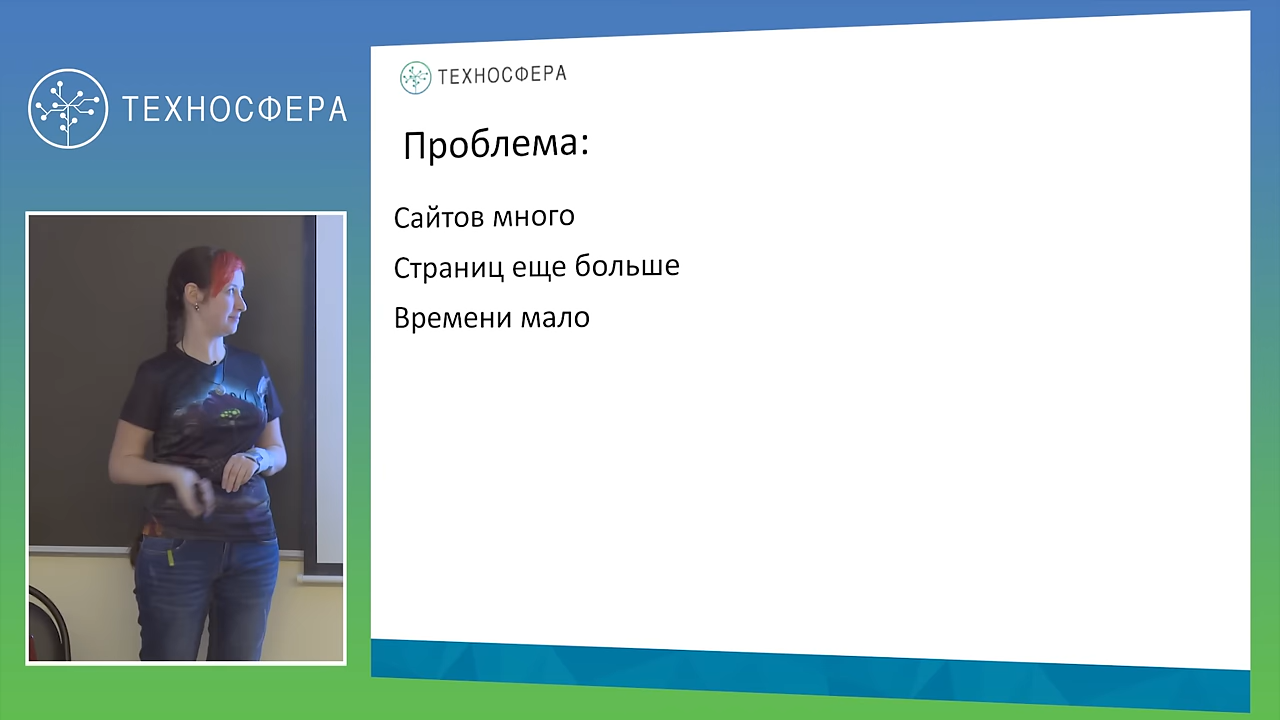 ТЕХНОСФЕРА
ТЕХНОСФЕРА
Проблема:
Сайтов много
Страниц еще больше
Времени мало